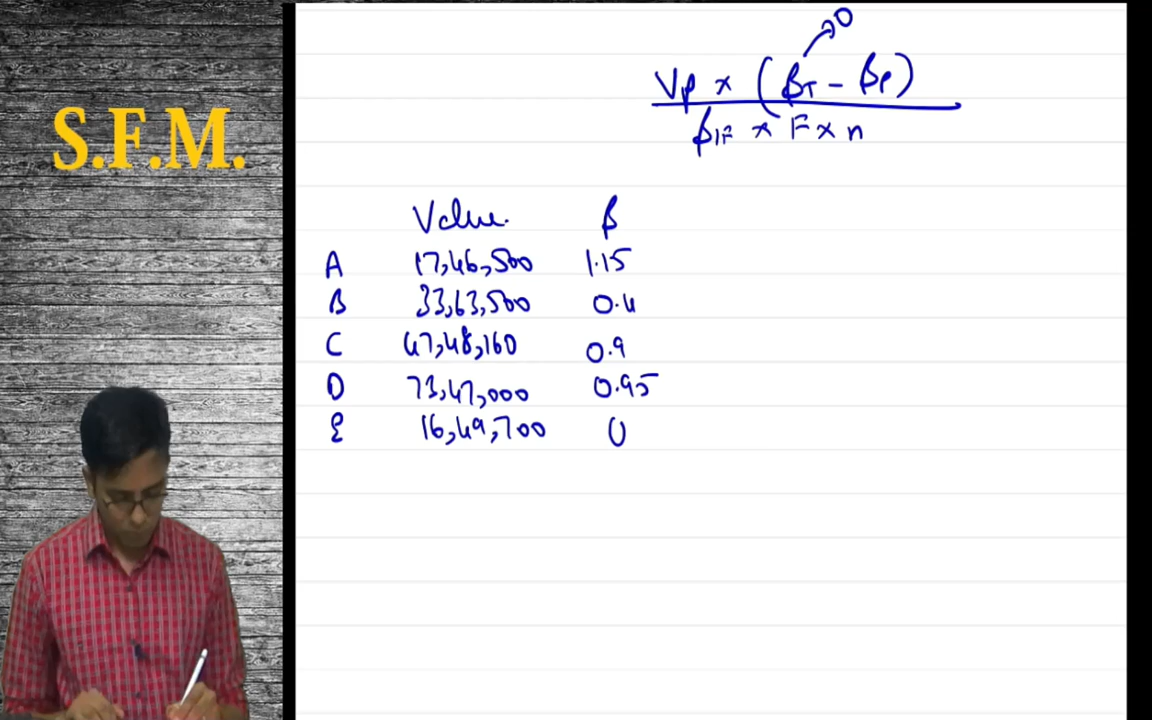 S.F.M.
0
Vp × (βT - βp)
βIF × F × n
Value β
A 17,46,500 1.15
B 33,63,500 0.4
C 47,48,160 0.9
D 73,47,000 0.95
E 16,49,700 0